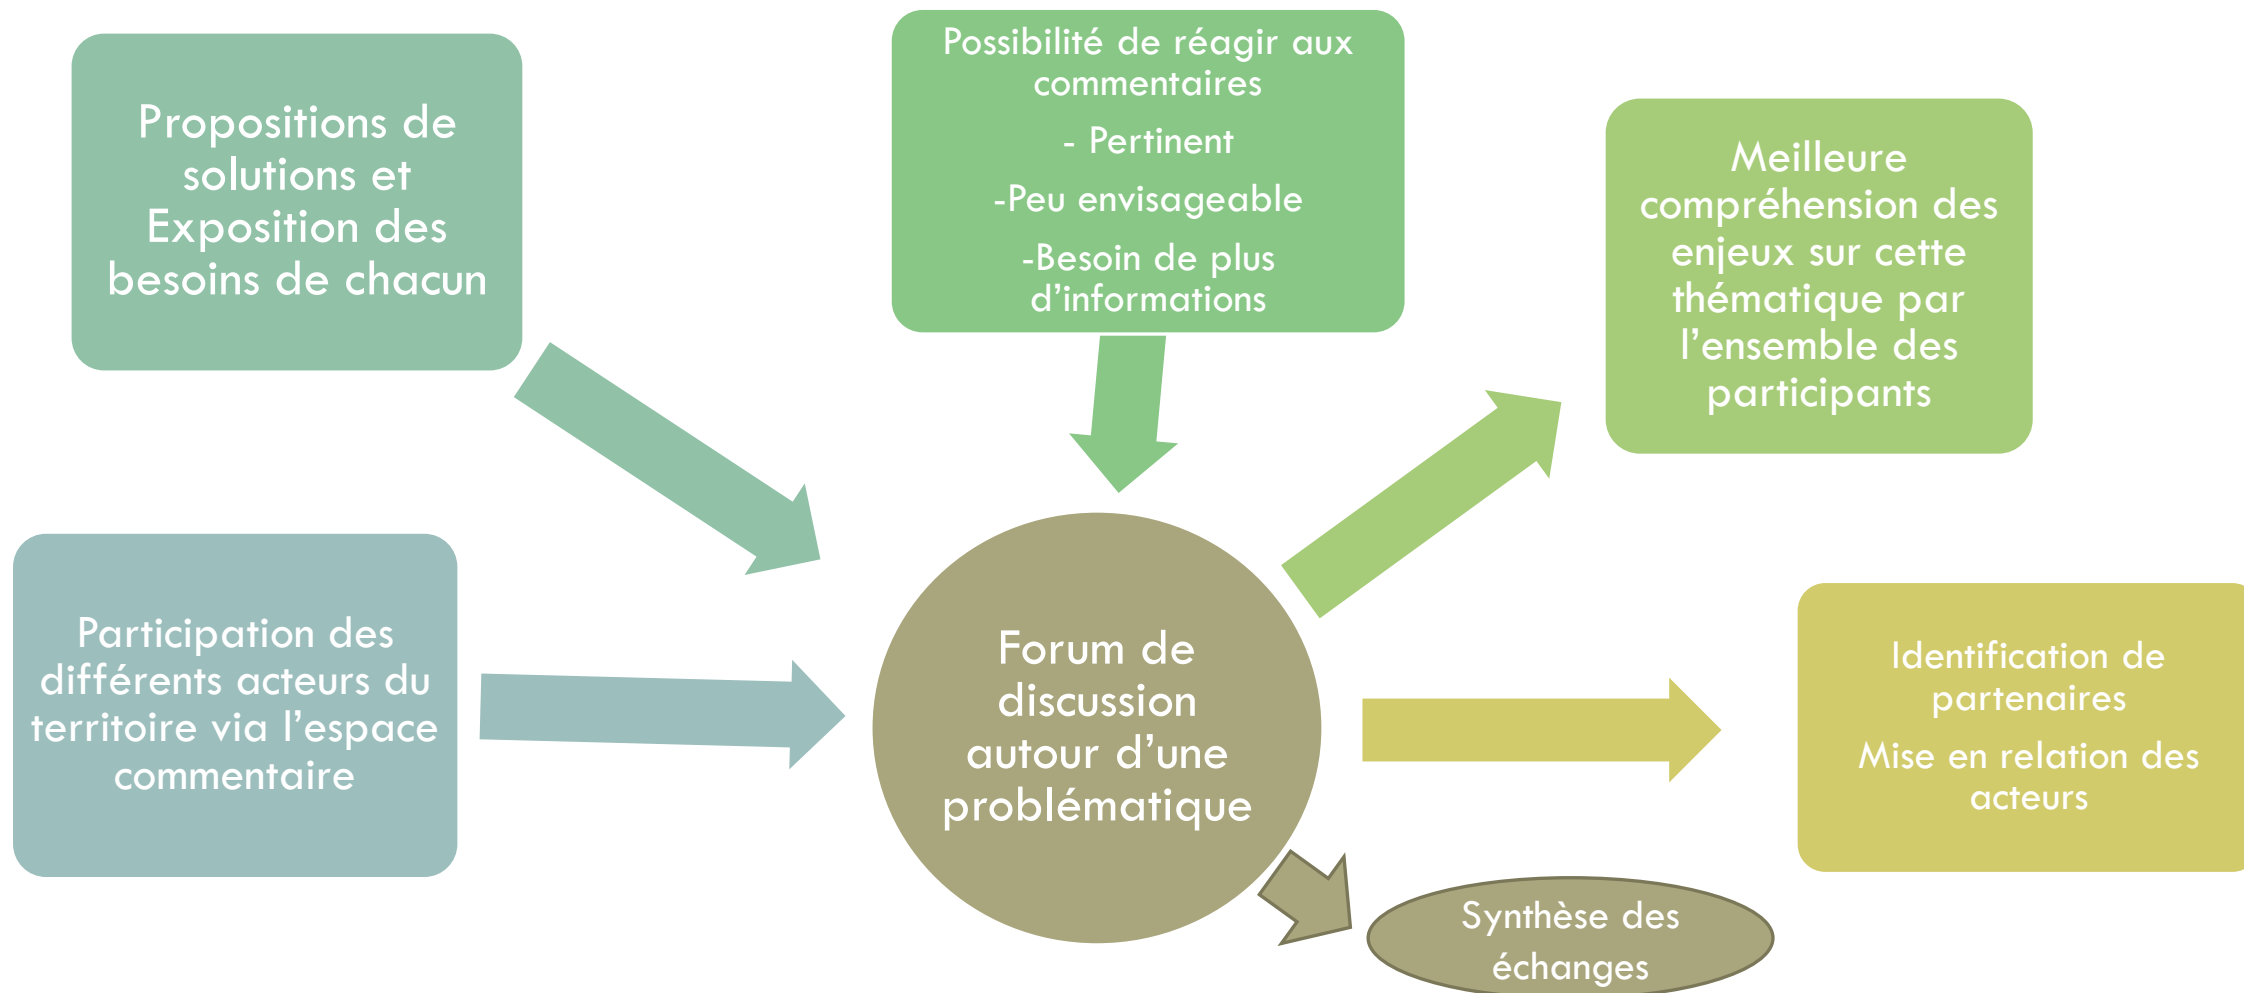 Propositions de
solutions et
Exposition des
besoins de chacun
Possibilité de réagir aux
commentaires
- Pertinent
-Peu envisageable
-Besoin de plus
d’informations
Meilleure
compréhension des
enjeux sur cette
thématique par
l’ensemble des
participants
Participation des
différents acteurs du
territoire via l’espace
commentaire
Forum de
discussion
autour d’une
problématique
Identification de
partenaires
Mise en relation des
acteurs
Synthèse des
échanges